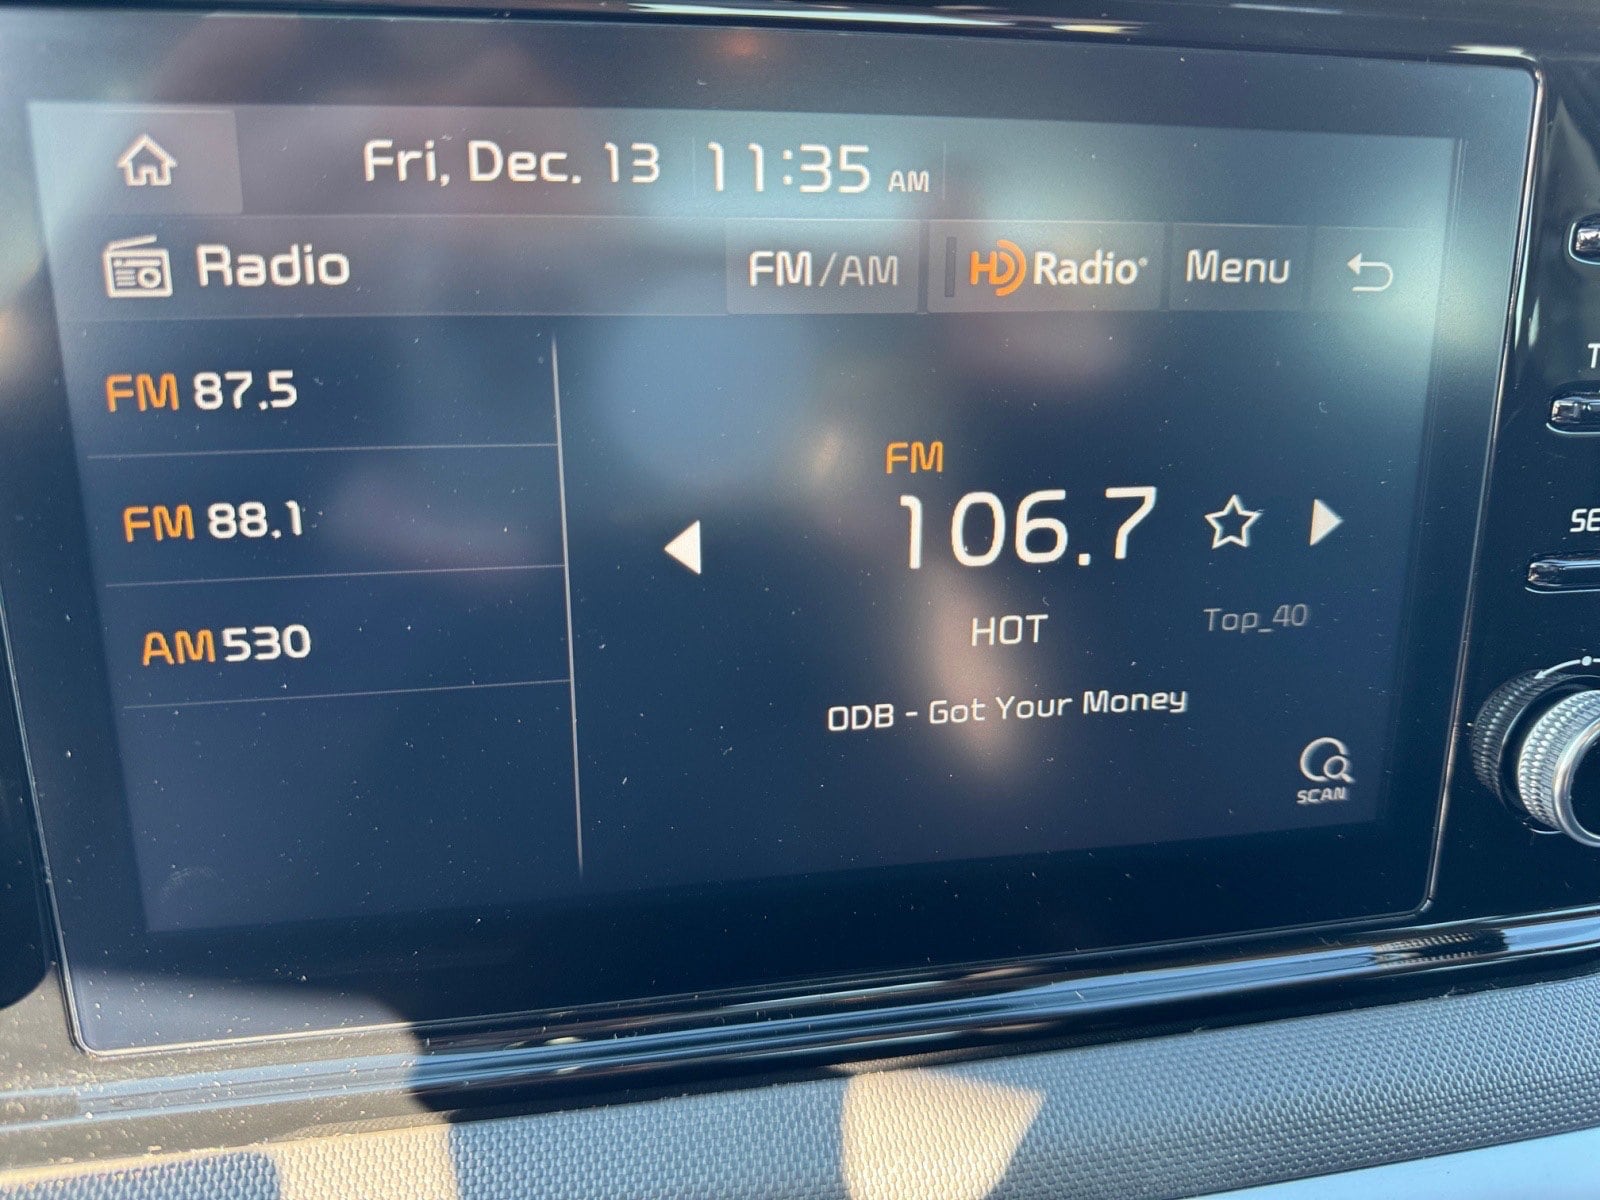 Fri, Dec. 13 11:35 AM
Radio FM/AM HD Radio® Menu
FM 87.5
FM 88.1
AM 530
FM
106.7
HOT Top_40
ODB - Got Your Money
SCAN